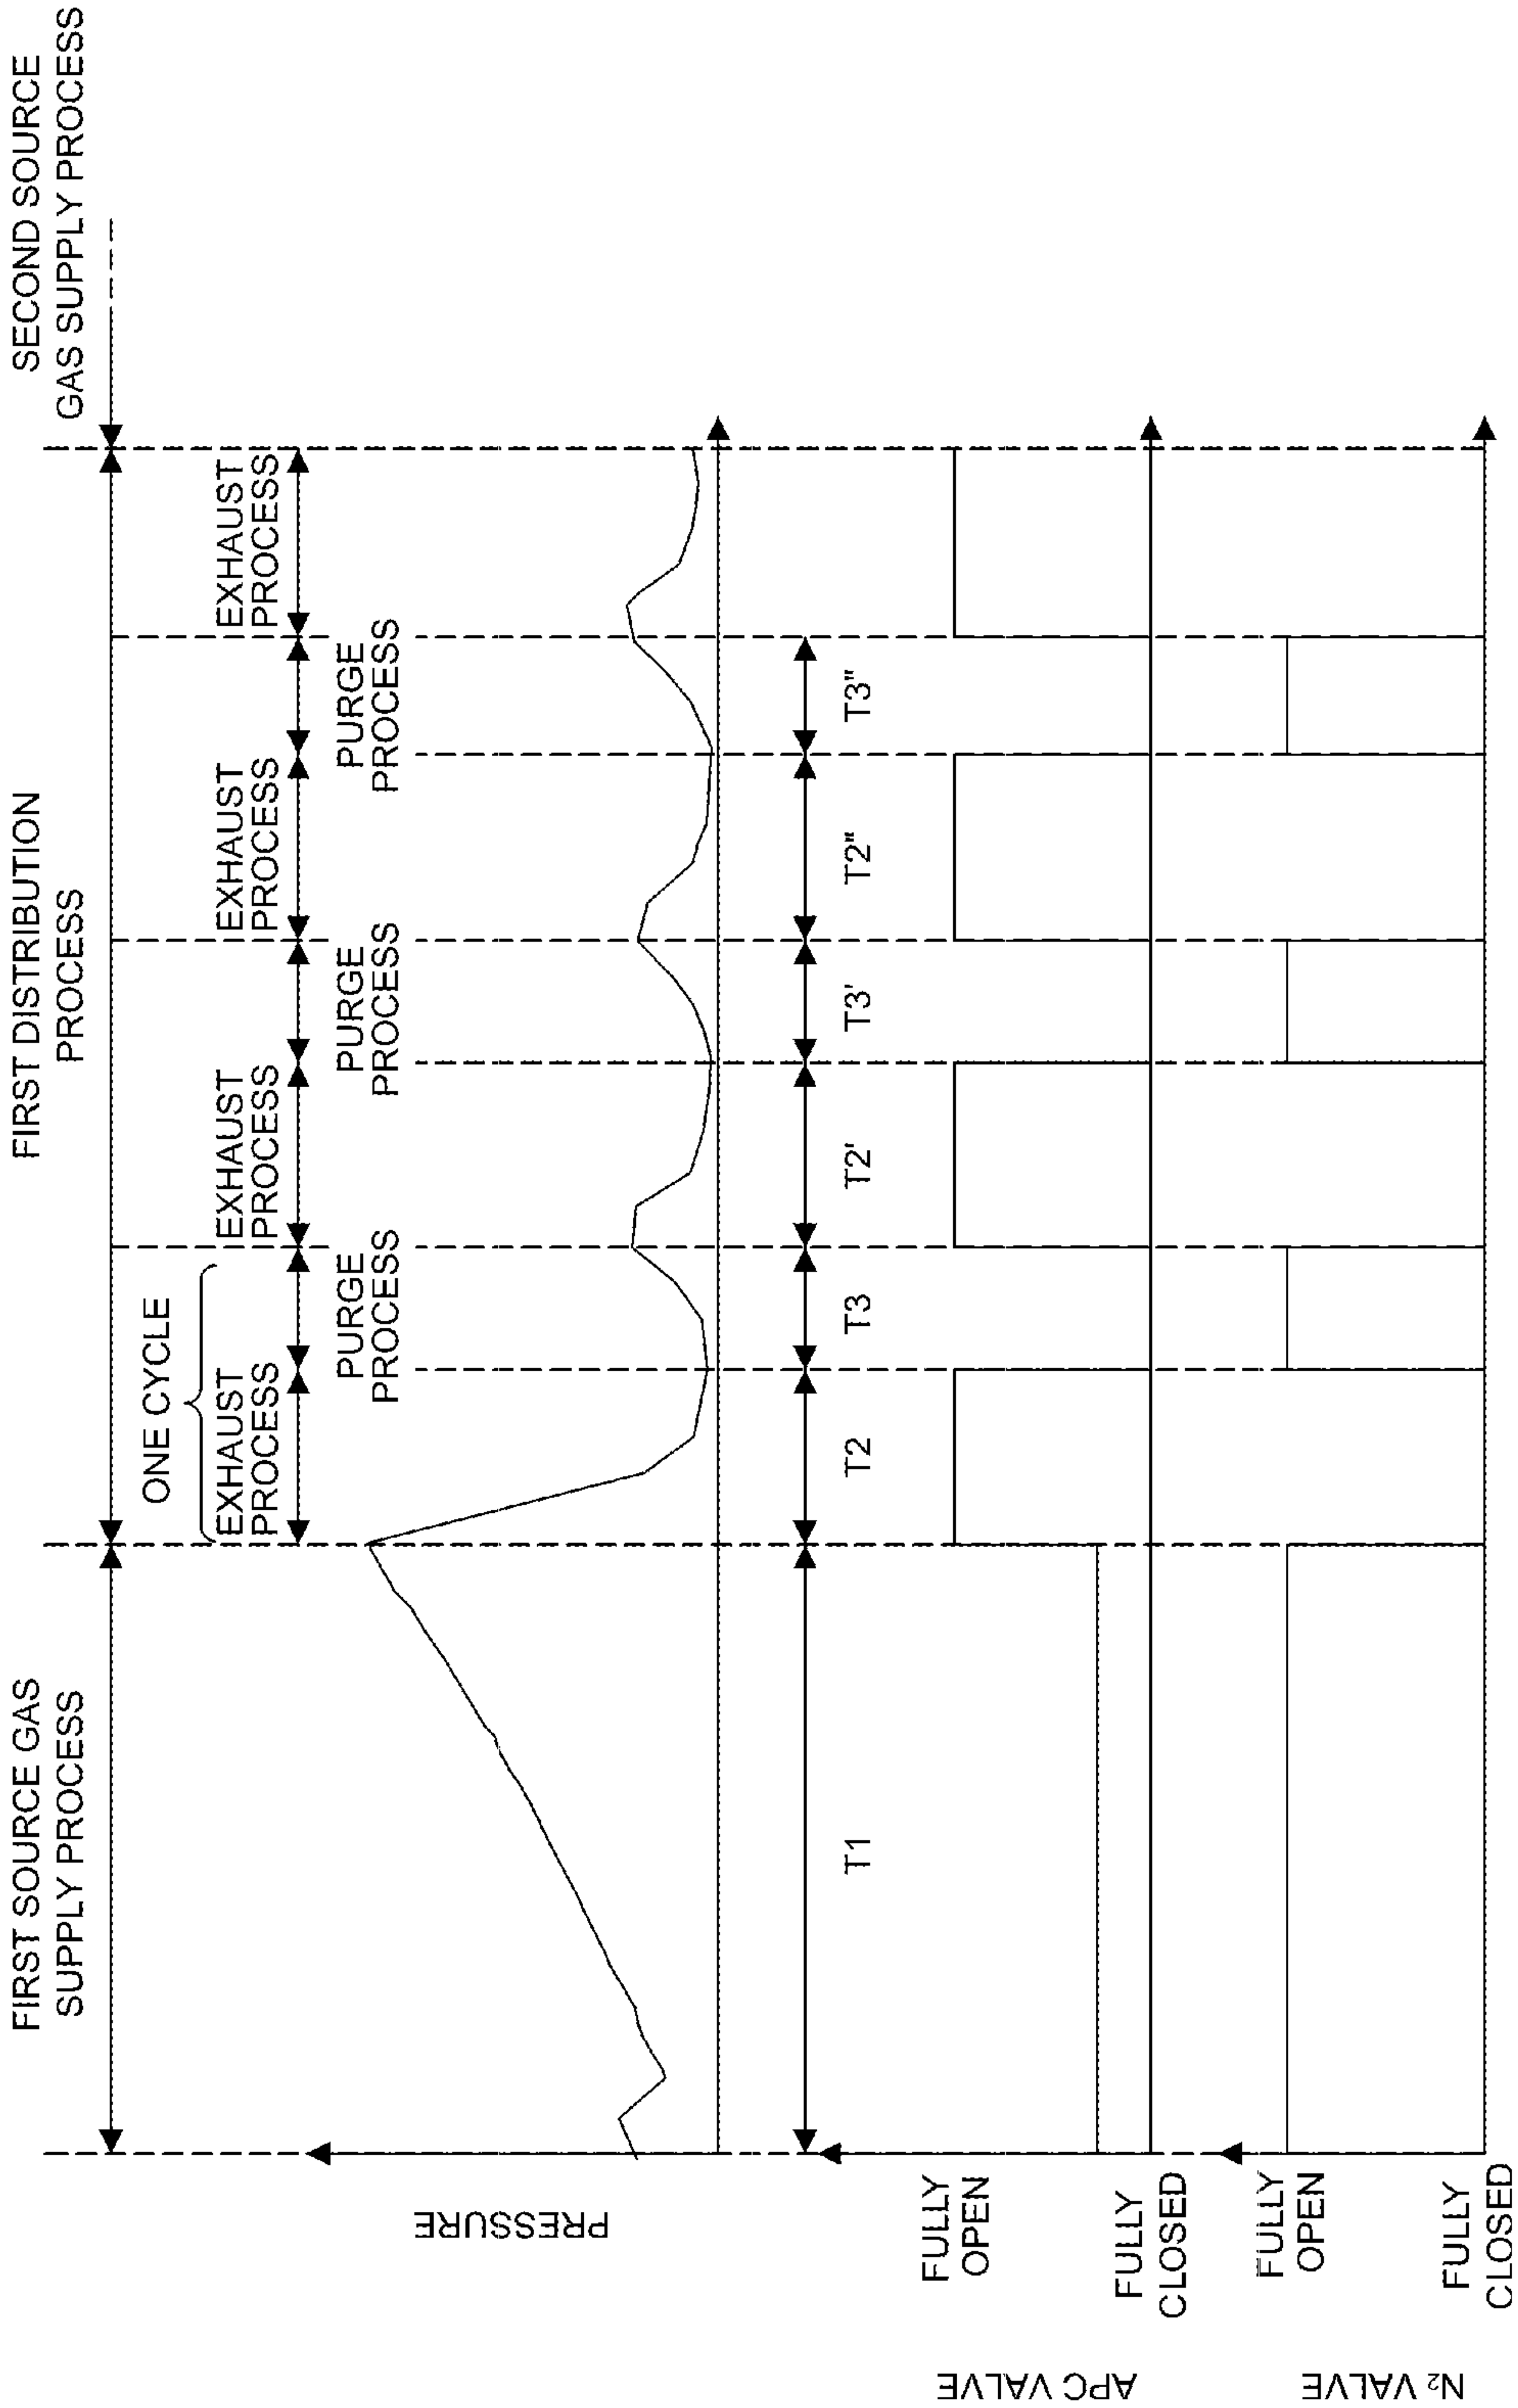 FIRST SOURCE GAS
SUPPLY PROCESS
FIRST DISTRIBUTION
PROCESS
SECOND SOURCE
GAS SUPPLY PROCESS
ONE CYCLE
EXHAUST
PROCESS
EXHAUST
PROCESS
EXHAUST
PROCESS
EXHAUST
PROCESS
PURGE
PROCESS
PURGE
PROCESS
PURGE
PROCESS
PRESSURE
T1
T2
T3
T2'
T3'
T2"
T3"
APC VALVE
FULLY
OPEN
FULLY
CLOSED
N₂ VALVE
FULLY
OPEN
FULLY
CLOSED